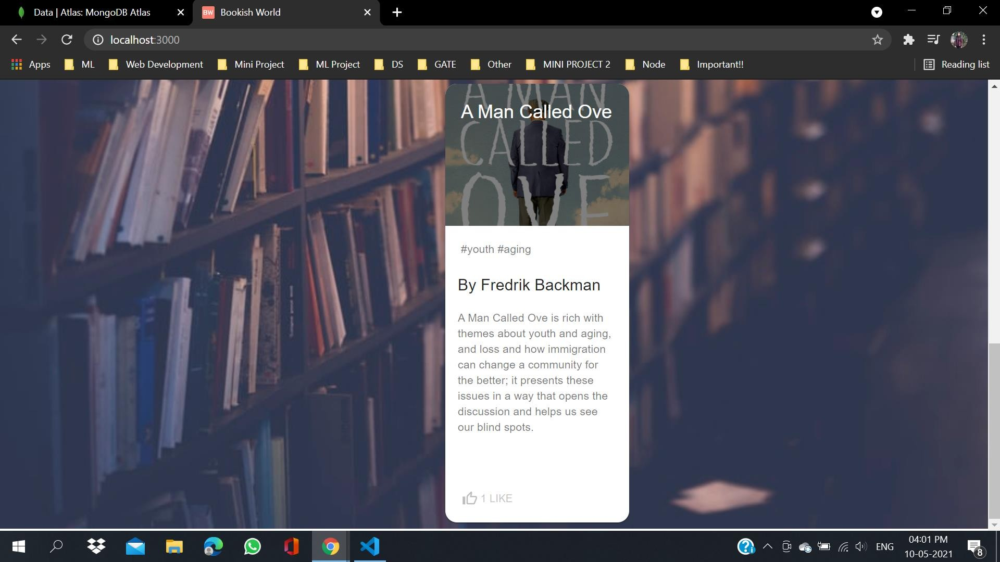 Data | Atlas: MongoDB Atlas
BW Bookish World
localhost:3000
Apps ML Web Development Mini Project ML Project DS GATE Other MINI PROJECT 2 Node Important!! Reading list
A MAN
A Man Called Ove
CALLED
OVE
#youth #aging
By Fredrik Backman
A Man Called Ove is rich with
themes about youth and aging,
and loss and how immigration
can change a community for
the better; it presents these
issues in a way that opens the
discussion and helps us see
our blind spots.
1 LIKE
ENG
04:01 PM
10-05-2021
8